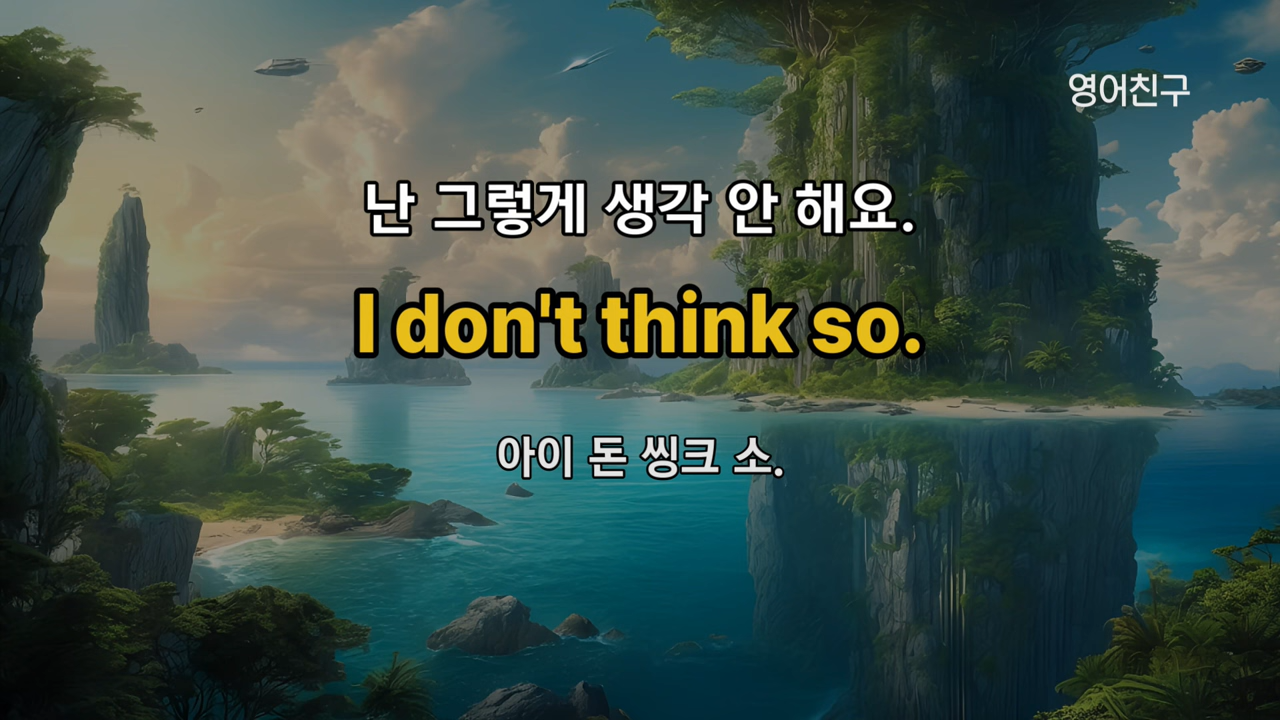 영어친구
난 그렇게 생각 안 해요.
I don't think so.
아이 돈 씽크 소.